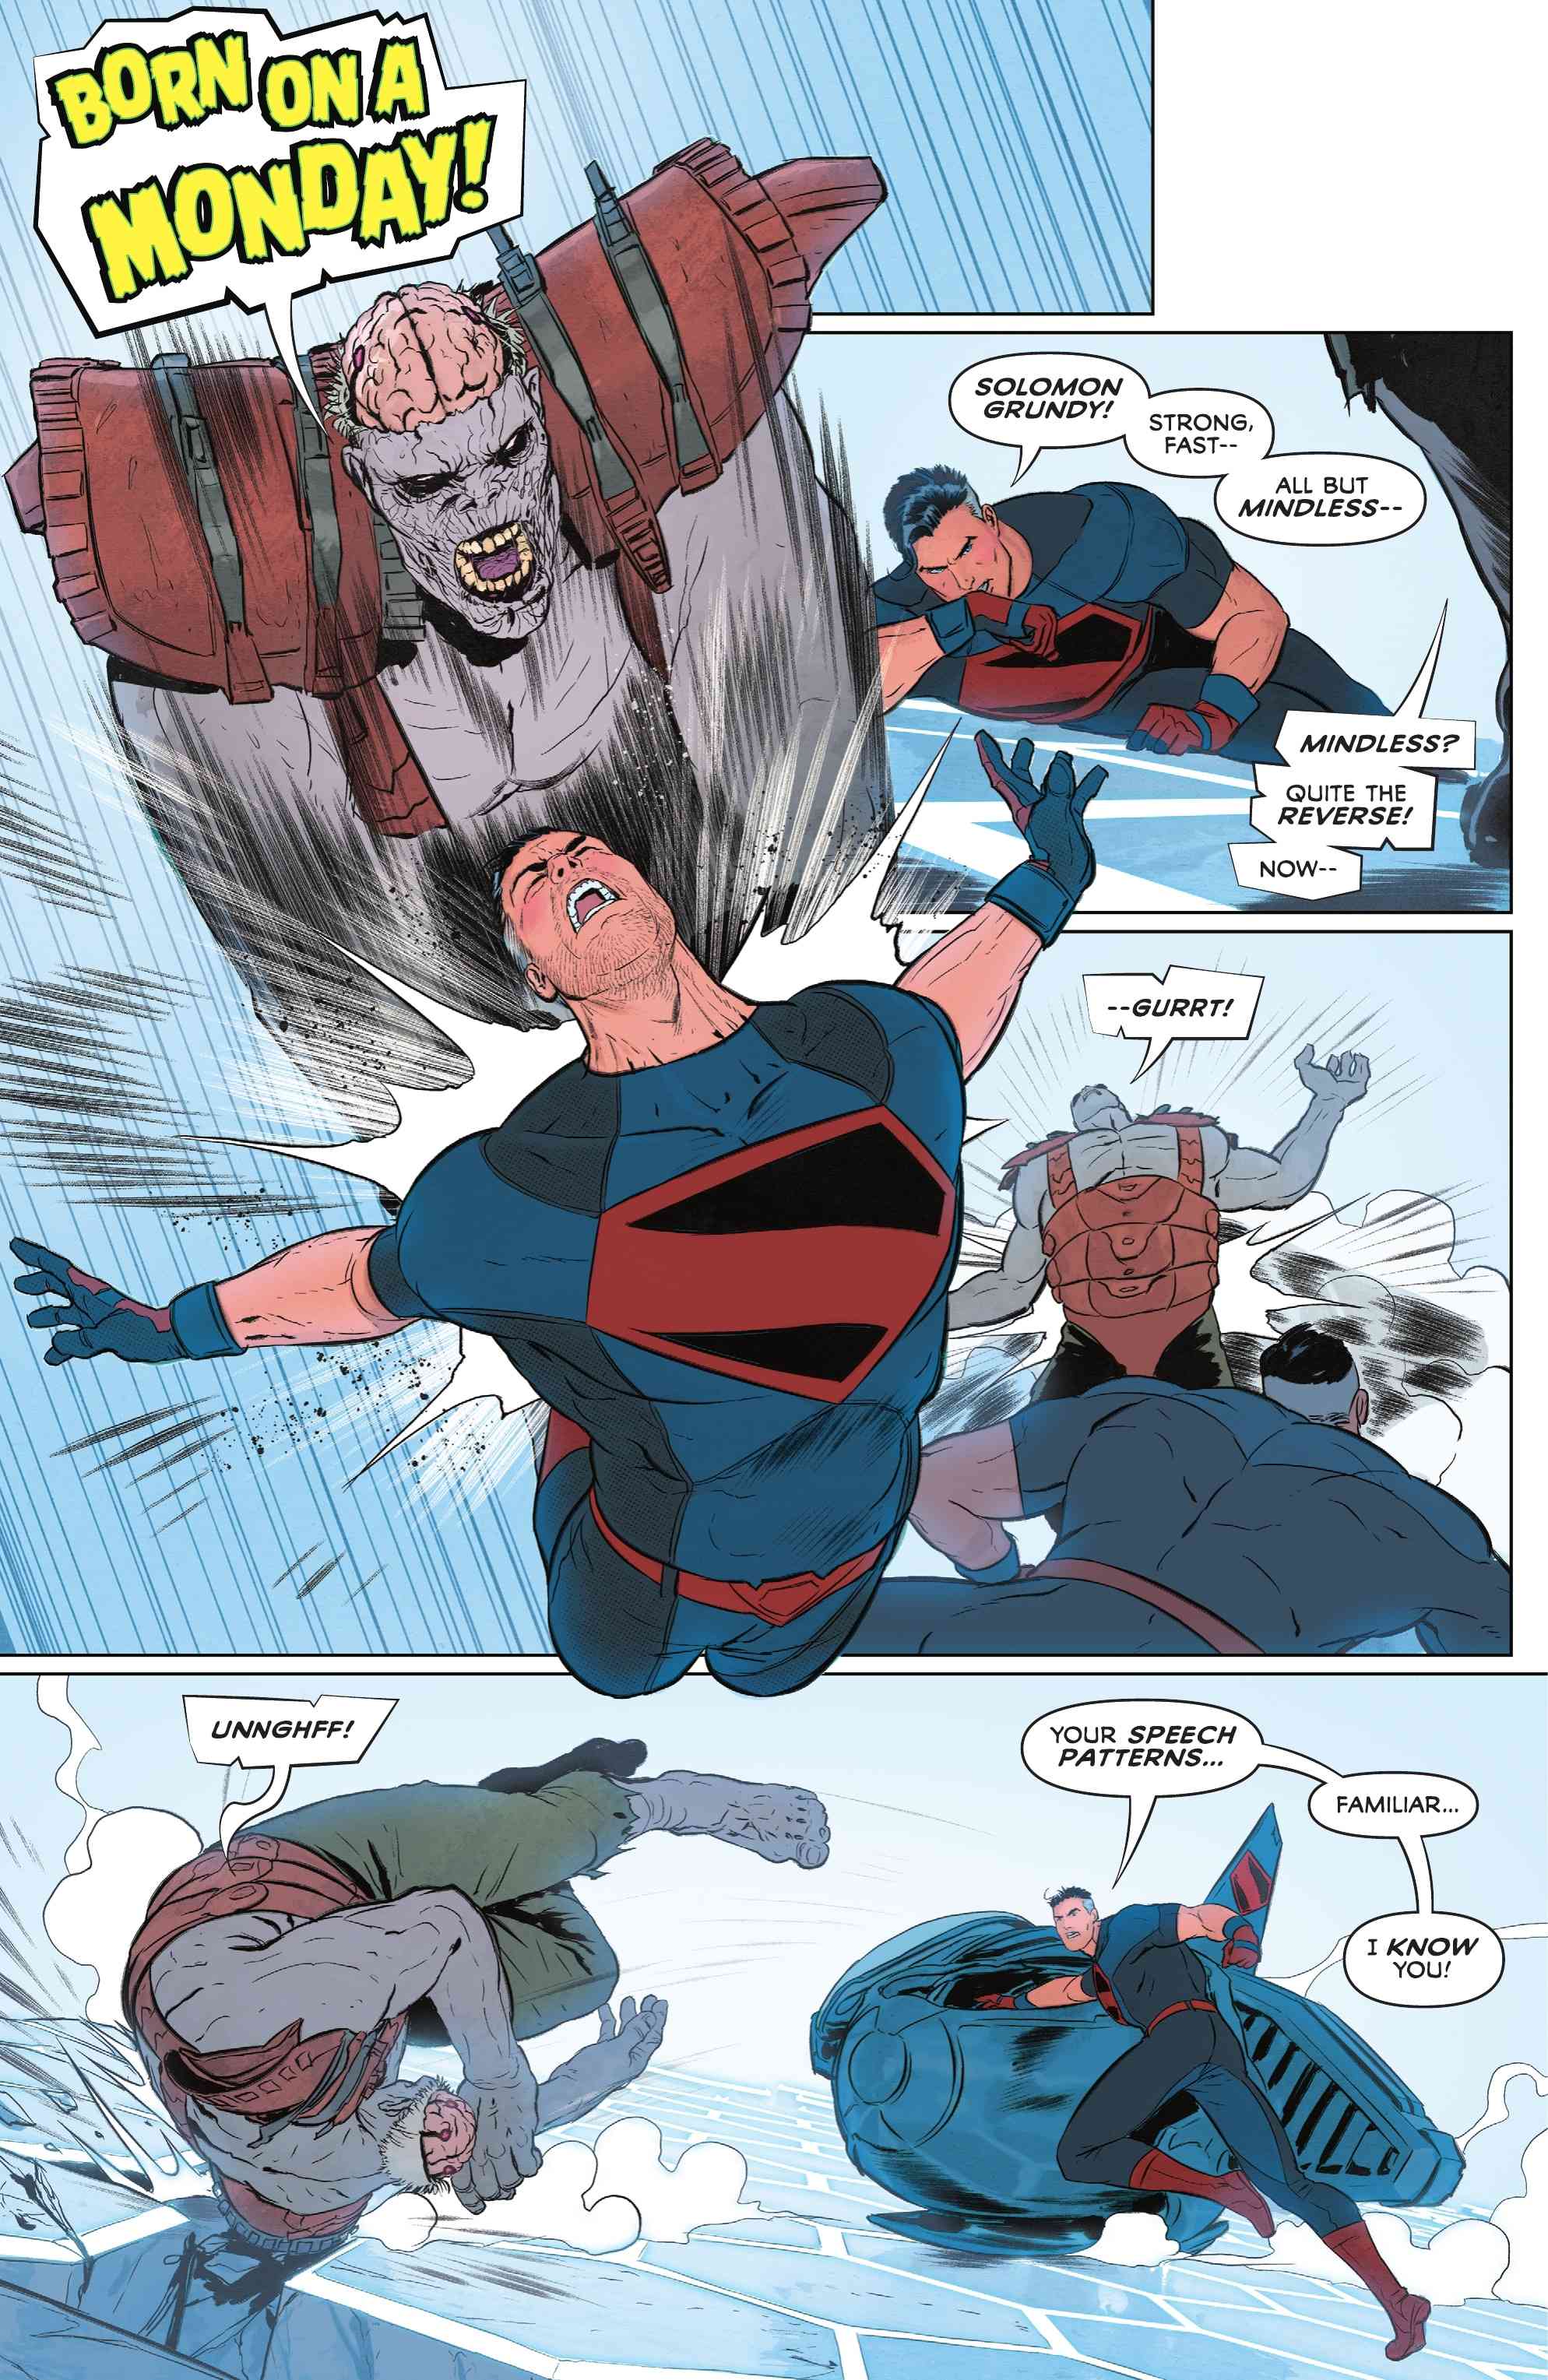 BORN ON A
MONDAY!
SOLOMON
GRUNDY!
STRONG,
FAST--
ALL BUT
MINDLESS--
MINDLESS?
QUITE THE
REVERSE!
NOW--
--GURRT!
UNNGHFF!
YOUR SPEECH
PATTERNS...
FAMILIAR...
I KNOW
YOU!